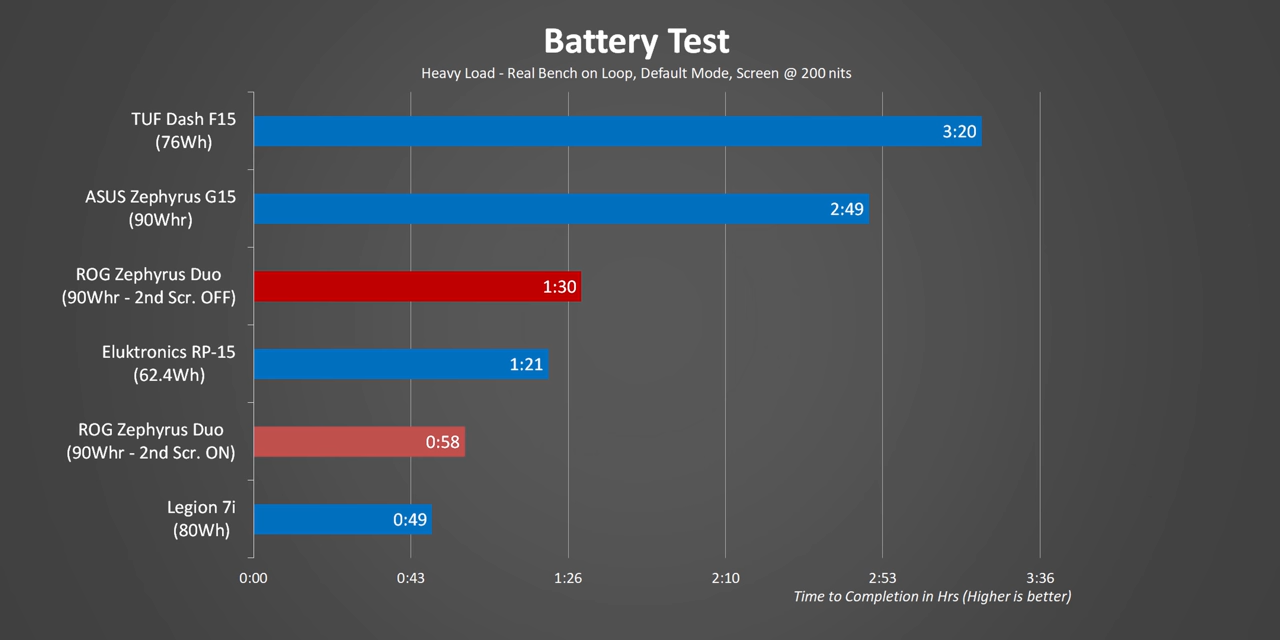 Battery Test
Heavy Load - Real Bench on Loop, Default Mode, Screen @ 200 nits
TUF Dash F15
(76Wh)
3:20
ASUS Zephyrus G15
(90Whr)
2:49
ROG Zephyrus Duo
(90Whr - 2nd Scr. OFF)
1:30
Eluktronics RP-15
(62.4Wh)
1:21
ROG Zephyrus Duo
(90Whr - 2nd Scr. ON)
0:58
Legion 7i
(80Wh)
0:49
0:00 0:43 1:26 2:10 2:53 3:36
Time to Completion in Hrs (Higher is better)